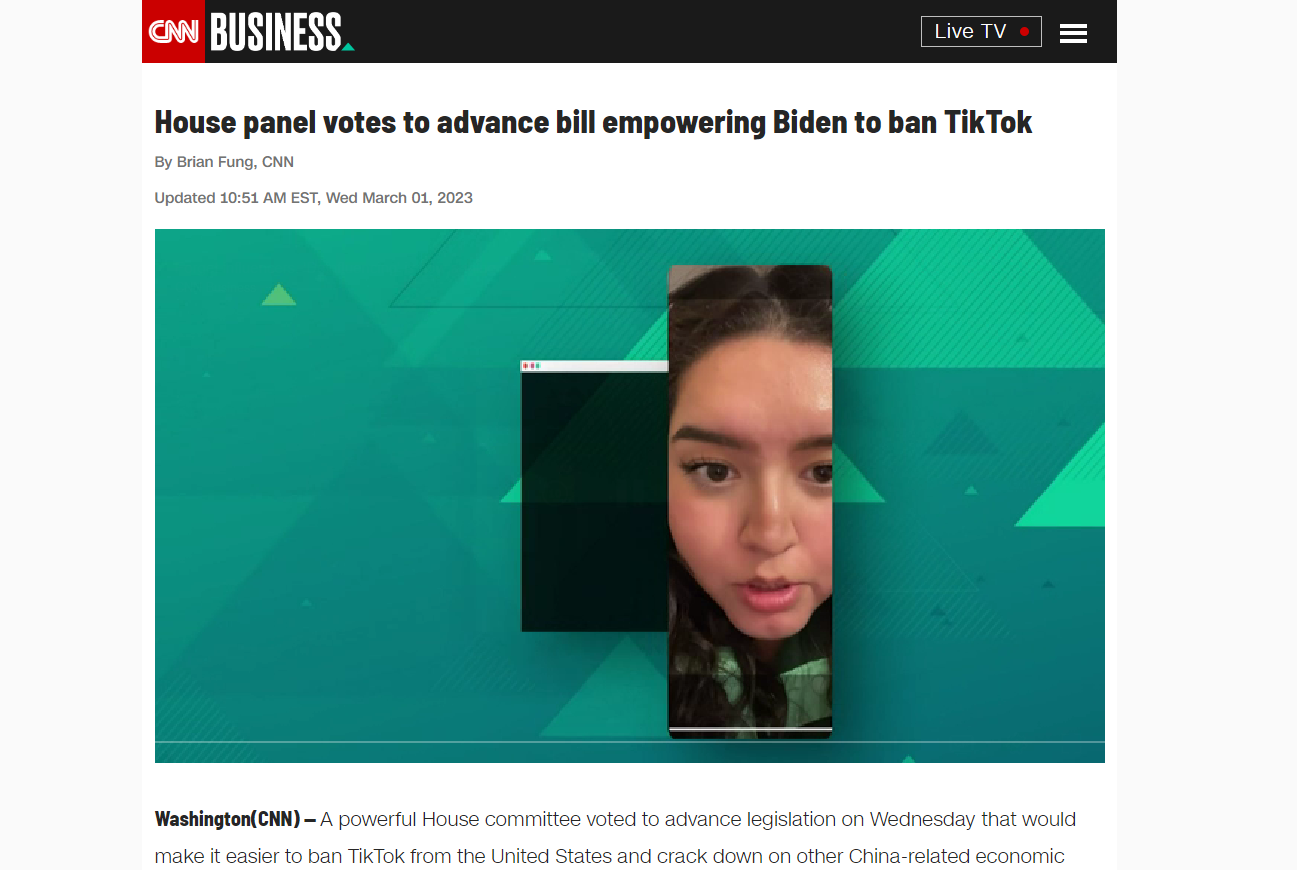 CNN BUSINESS
Live TV
House panel votes to advance bill empowering Biden to ban TikTok
By Brian Fung, CNN
Updated 10:51 AM EST, Wed March 01, 2023
Washington(CNN) — A powerful House committee voted to advance legislation on Wednesday that would
make it easier to ban TikTok from the United States and crack down on other China-related economic